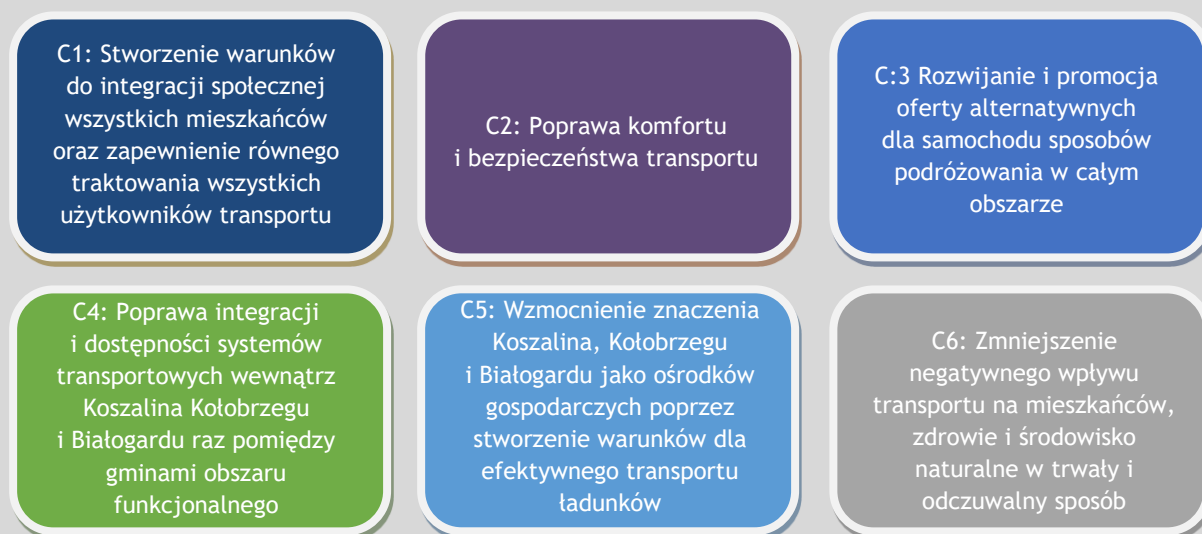 C1: Stworzenie warunków
do integracji społecznej
wszystkich mieszkańców
oraz zapewnienie równego
traktowania wszystkich
użytkowników transportu
C2: Poprawa komfortu
i bezpieczeństwa transportu
C:3 Rozwijanie i promocja
oferty alternatywnych
dla samochodu sposobów
podróżowania w całym
obszarze
C4: Poprawa integracji
i dostępności systemów
transportowych wewnątrz
Koszalina Kołobrzegu
i Białogardu raz pomiędzy
gminami obszaru
funkcjonalnego
C5: Wzmocnienie znaczenia
Koszalina, Kołobrzegu
i Białogardu jako ośrodków
gospodarczych poprzez
stworzenie warunków dla
efektywnego transportu
ładunków
C6: Zmniejszenie
negatywnego wpływu
transportu na mieszkańców,
zdrowie i środowisko
naturalne w trwały i
odczuwalny sposób